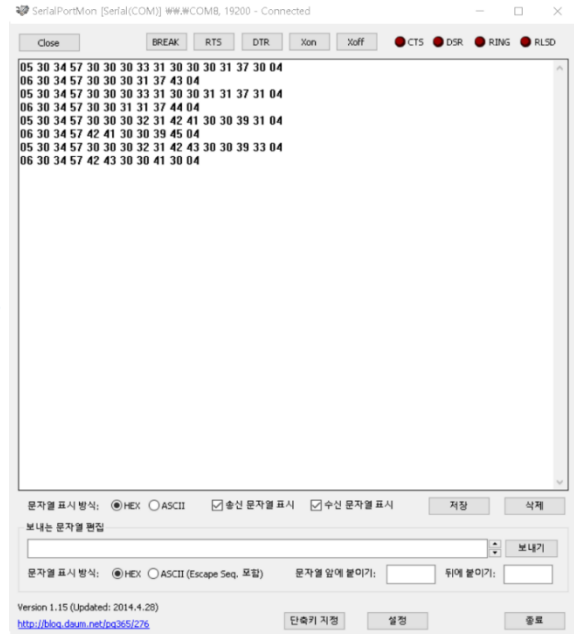 SerialPortMon [Serial(COM)] ₩₩.₩COM8, 19200 - Connected
Close BREAK RTS DTR Xon Xoff CTS DSR RING RLSD
05 30 34 57 30 30 30 33 31 30 30 30 31 37 30 04
06 30 34 57 30 30 30 31 37 43 04
05 30 34 57 30 30 30 33 31 30 30 31 31 37 31 04
06 30 34 57 30 30 31 31 37 44 04
05 30 34 57 30 30 30 32 31 42 41 30 30 39 31 04
06 30 34 57 42 41 30 30 39 45 04
05 30 34 57 30 30 30 32 31 42 43 30 30 39 33 04
06 30 34 57 42 43 30 30 41 30 04
문자열 표시 방식: HEX ASCII 송신 문자열 표시 수신 문자열 표시 저장 삭제
보내는 문자열 편집
보내기
문자열 표시 방식: HEX ASCII (Escape Seq. 포함) 문자열 앞에 붙이기: 뒤에 붙이기:
Version 1.15 (Updated: 2014.4.28)
http://blog.daum.net/pg365/276
단축키 지정 설정 종료